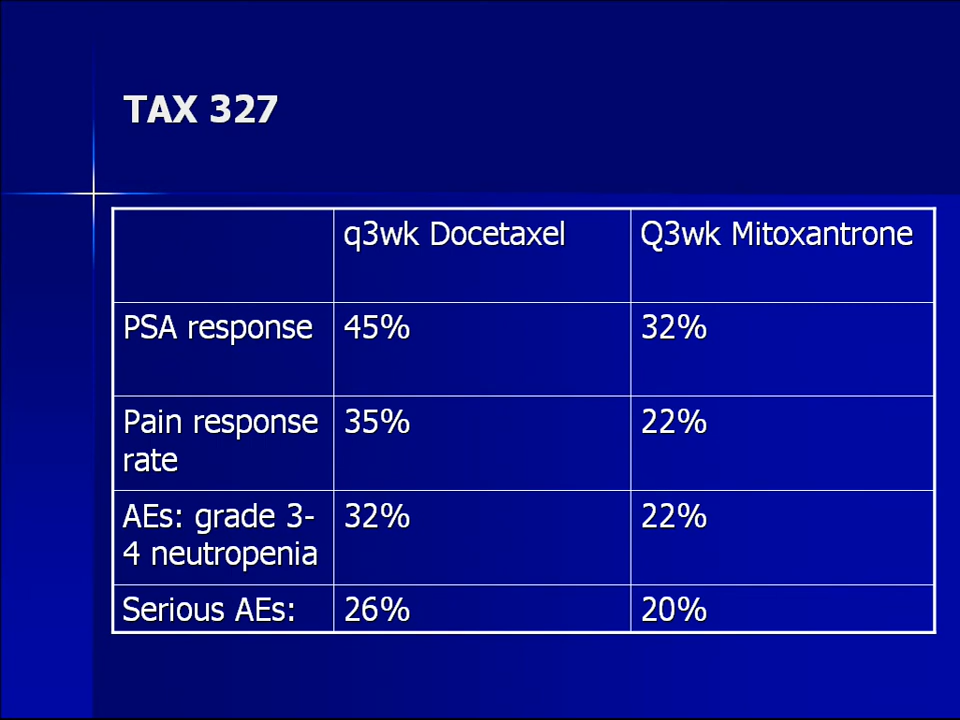 TAX 327
q3wk Docetaxel
Q3wk Mitoxantrone
PSA response
45%
32%
Pain response
rate
35%
22%
AEs: grade 3-
4 neutropenia
32%
22%
Serious AEs:
26%
20%